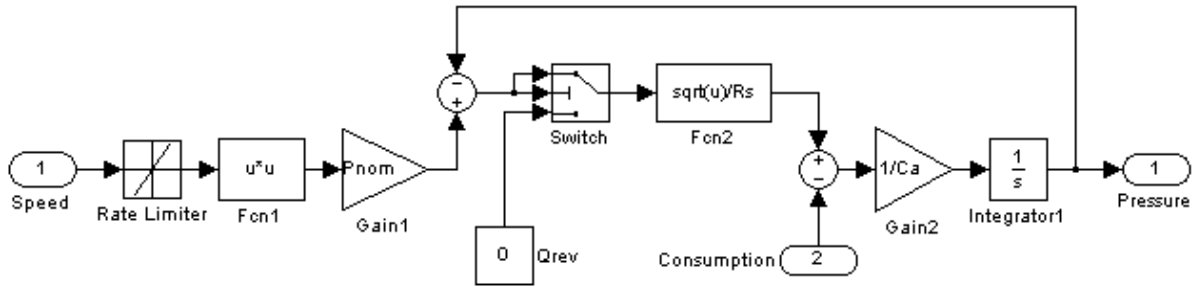 1
Speed
Rate Limiter
u*u
Fcn1
Pnom
Gain1
−
+
0
Qrev
Switch
sqrt(u)/Rs
Fcn2
+
−
Consumption
2
1/Ca
Gain2
1
s
Integrator1
1
Pressure